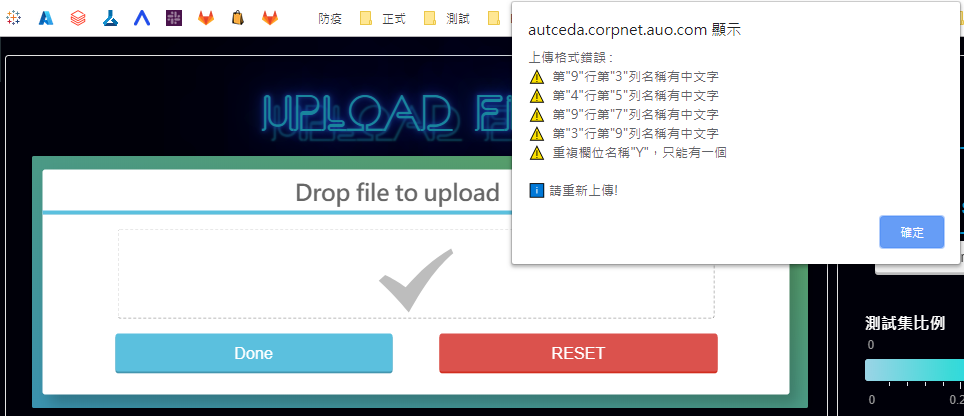 防疫
正式
測試
autceda.corpnet.auo.com 顯示
上傳格式錯誤 :
第"9"行第"3"列名稱有中文字
第"4"行第"5"列名稱有中文字
第"9"行第"7"列名稱有中文字
第"3"行第"9"列名稱有中文字
重複欄位名稱"Y"，只能有一個
請重新上傳!
確定
UPLOAD
Drop file to upload
Done
RESET
測試集比例
0
0
0.2